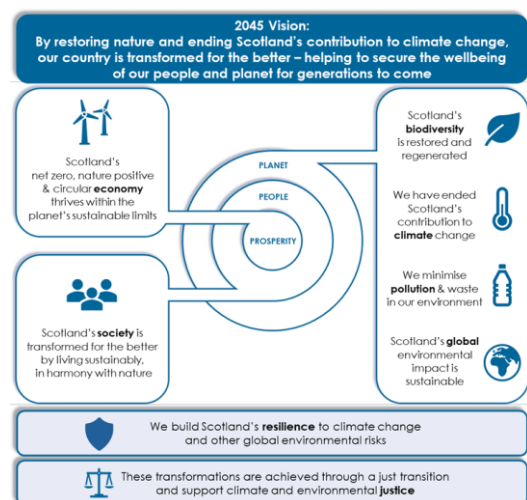 2045 Vision:
By restoring nature and ending Scotland's contribution to climate change,
our country is transformed for the better – helping to secure the wellbeing
of our people and planet for generations to come
Scotland's
net zero, nature positive
& circular economy
thrives within the
planet's sustainable limits
Scotland's society is
transformed for the better
by living sustainably,
in harmony with nature
PLANET
PEOPLE
PROSPERITY
Scotland's
biodiversity
is restored and
regenerated
We have ended
Scotland's
contribution to
climate change
We minimise
pollution & waste
in our environment
Scotland's global
environmental
impact is
sustainable
We build Scotland's resilience to climate change
and other global environmental risks
These transformations are achieved through a just transition
and support climate and environmental justice